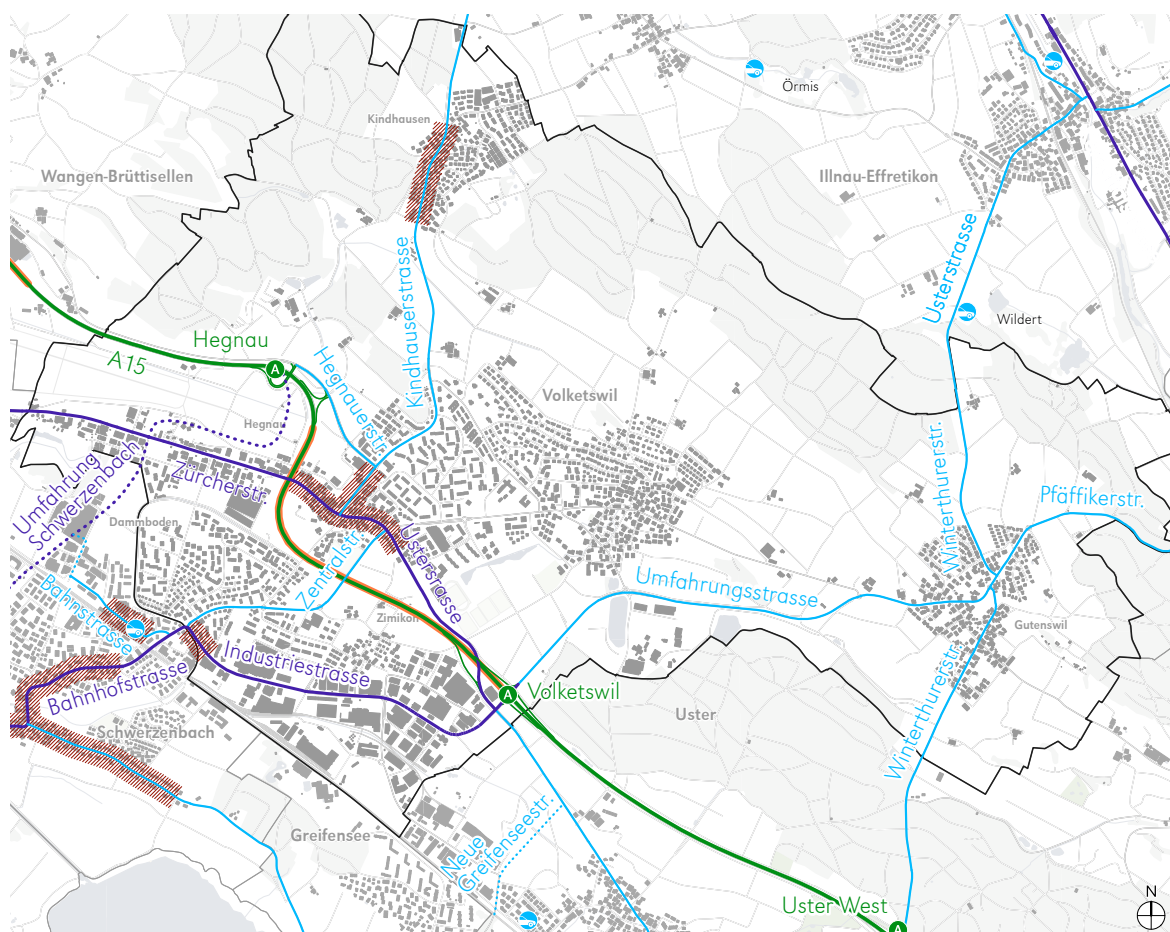 Kindhausen
Örmis
Wangen-Brüttisellen
Illnau-Effretikon
Usterstrasse
Kindhauserstrasse
Wildert
Hegnau
A
A15
Hegnauerstr.
Volketswil
Hegnau
Umfahrung
Schwerzenbach
Zürcherstr.
Winterthurerstr.
Pfäffikerstr.
Dammboden
Ustersrasse
Zentralstr.
Umfahrungsstrasse
Bahnstrasse
Zimikon
Gutenswil
Industriestrasse
Bahnhofstrasse
Winterthurerstr.
A
Volketswil
Uster
Schwerzenbach
Greifensee
Neue
Greifenseestr.
Uster West
A
N